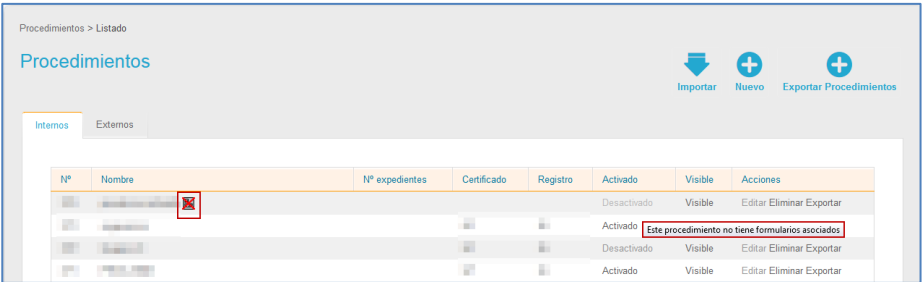 Procedimientos > Listado
Procedimientos
Importar Nuevo Exportar Procedimientos
Internos Externos
Nº Nombre Nº expedientes Certificado Registro Activado Visible Acciones
Desactivado Visible Editar Eliminar Exportar
Activado Este procedimiento no tiene formularios asociados
Desactivado Visible Editar Eliminar Exportar
Activado Visible Editar Eliminar Exportar